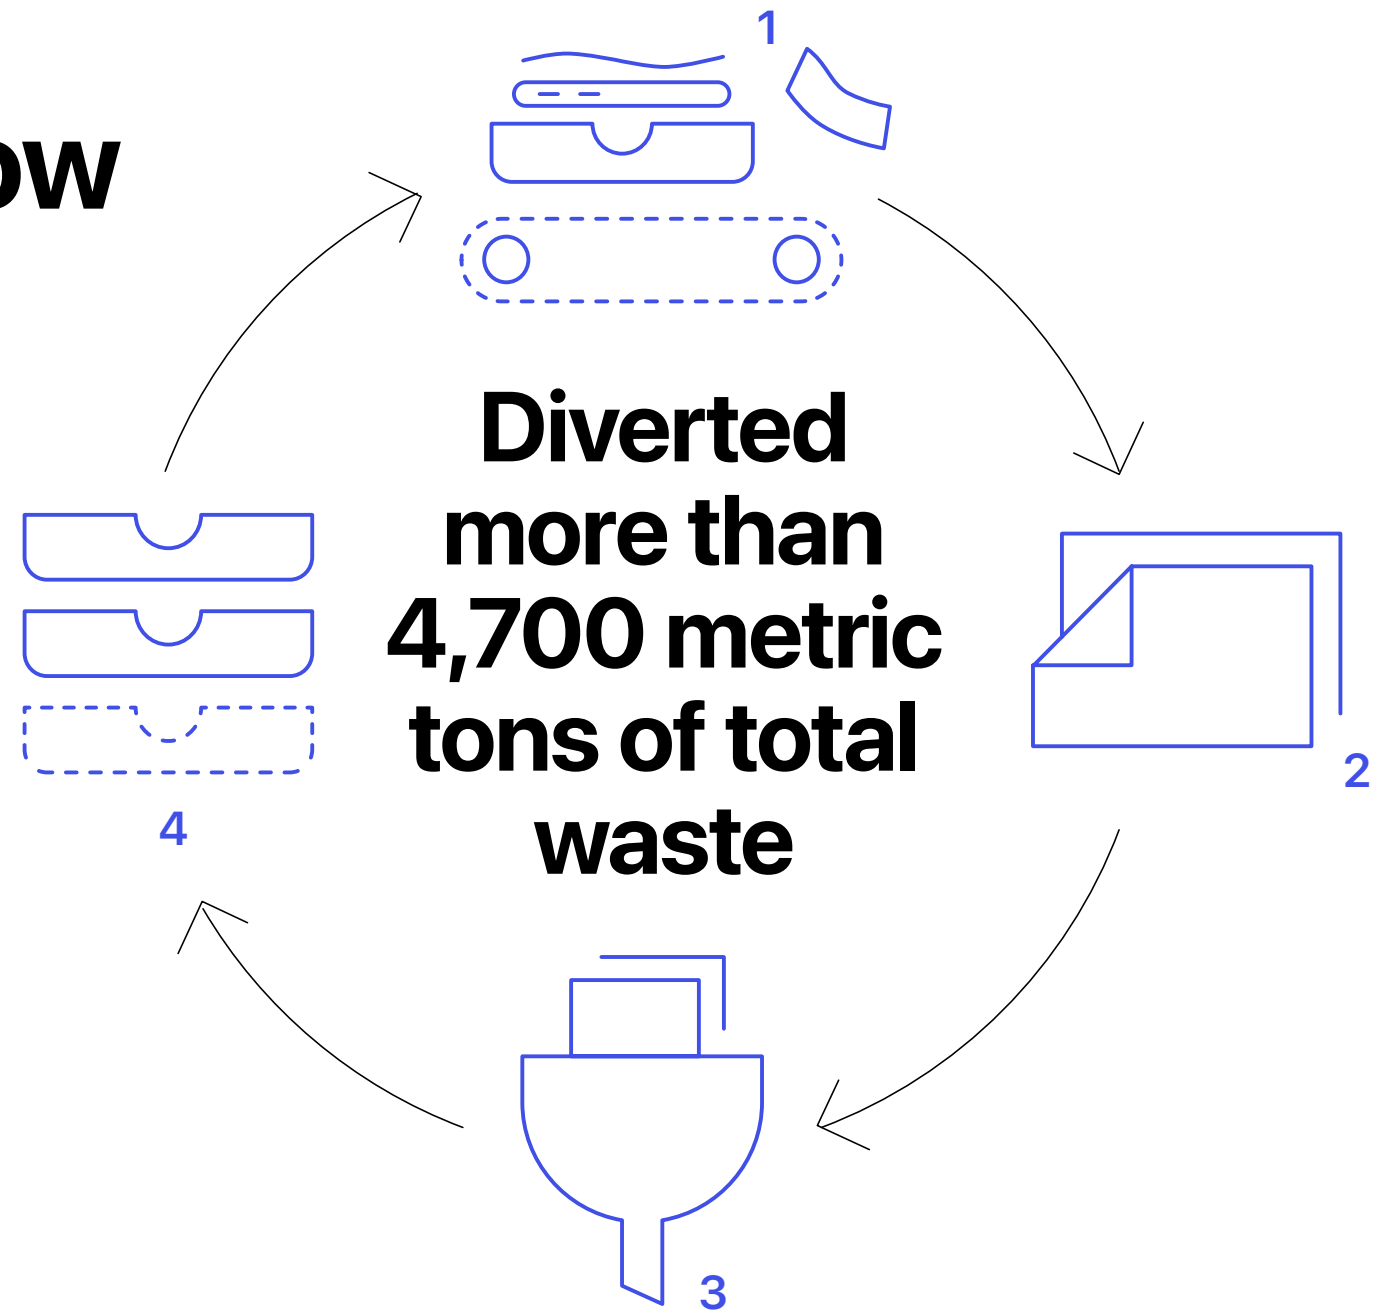 1
ow
Diverted
more than
4,700 metric
tons of total
waste
2
4
3